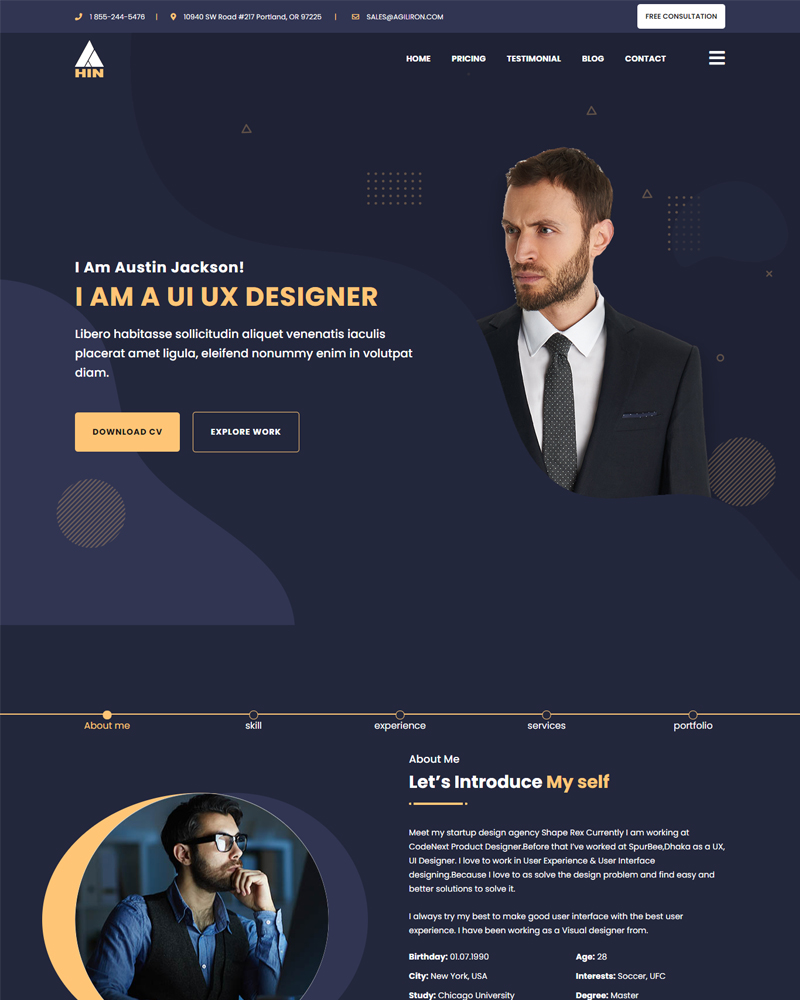 1 855-244-5476 | 10940 SW Road #217 Portland, OR 97225 | SALES@AGILIRON.COM FREE CONSULTATION
HIN HOME PRICING TESTIMONIAL BLOG CONTACT
I Am Austin Jackson!
I AM A UI UX DESIGNER
Libero habitasse sollicitudin aliquet venenatis iaculis
placerat amet ligula, eleifend nonummy enim in volutpat
diam.
DOWNLOAD CV EXPLORE WORK
About me skill experience services portfolio
About Me
Let's Introduce My self
Meet my startup design agency Shape Rex Currently I am working at
CodeNext Product Designer.Before that I've worked at SpurBee,Dhaka as a UX,
UI Designer. I love to work in User Experience & User Interface
designing.Because I love to as solve the design problem and find easy and
better solutions to solve it.
I always try my best to make good user interface with the best user
experience. I have been working as a Visual designer from.
Birthday: 01.07.1990 Age: 28
City: New York, USA Interests: Soccer, UFC
Study: Chicago University Degree: Master